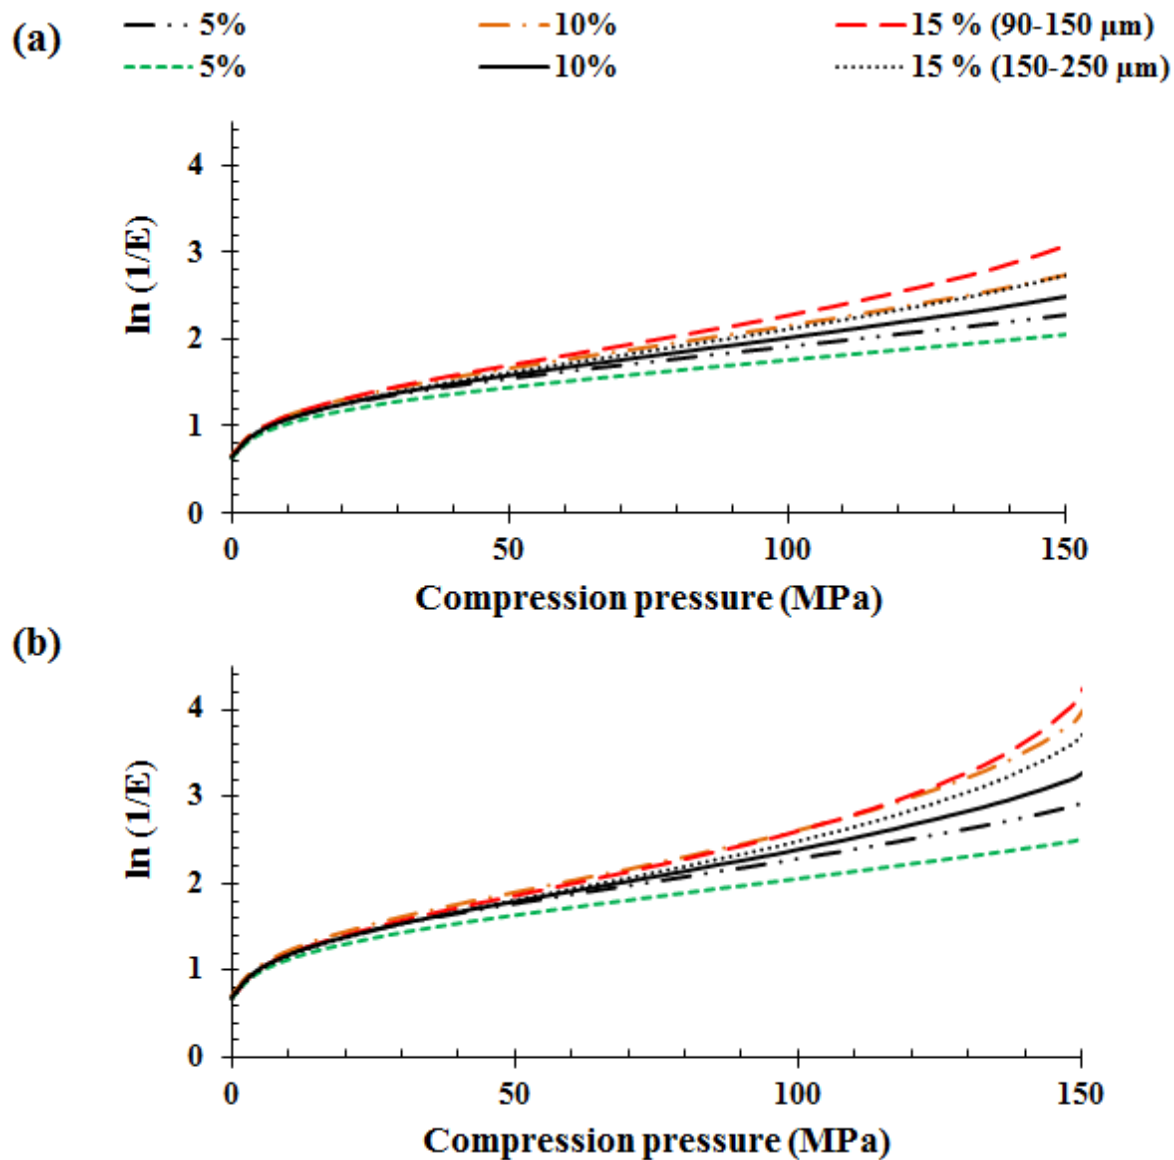 (a)
5% 10% 15 % (90-150 μm)
5% 10% 15 % (150-250 μm)
4
3
2
1
0
ln (1/E)
0 50 100 150
Compression pressure (MPa)
(b)
4
3
2
1
0
ln (1/E)
0 50 100 150
Compression pressure (MPa)